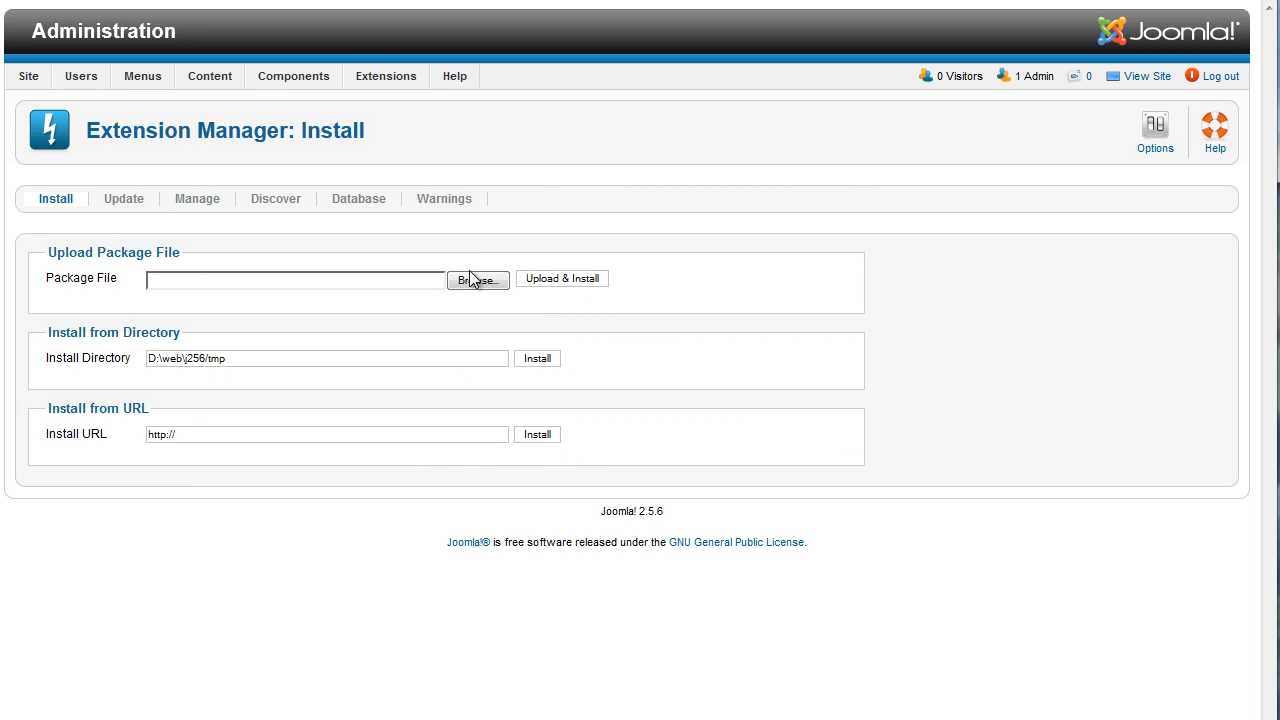 Administration
Joomla!
Site Users Menus Content Components Extensions Help
0 Visitors 1 Admin 0 View Site Log out
Extension Manager: Install
Options Help
Install Update Manage Discover Database Warnings
Upload Package File
Package File Upload & Install
Install from Directory
Install Directory D:\web\j256/tmp Install
Install from URL
Install URL http:// Install
Joomla! 2.5.6
Joomla!® is free software released under the GNU General Public License.